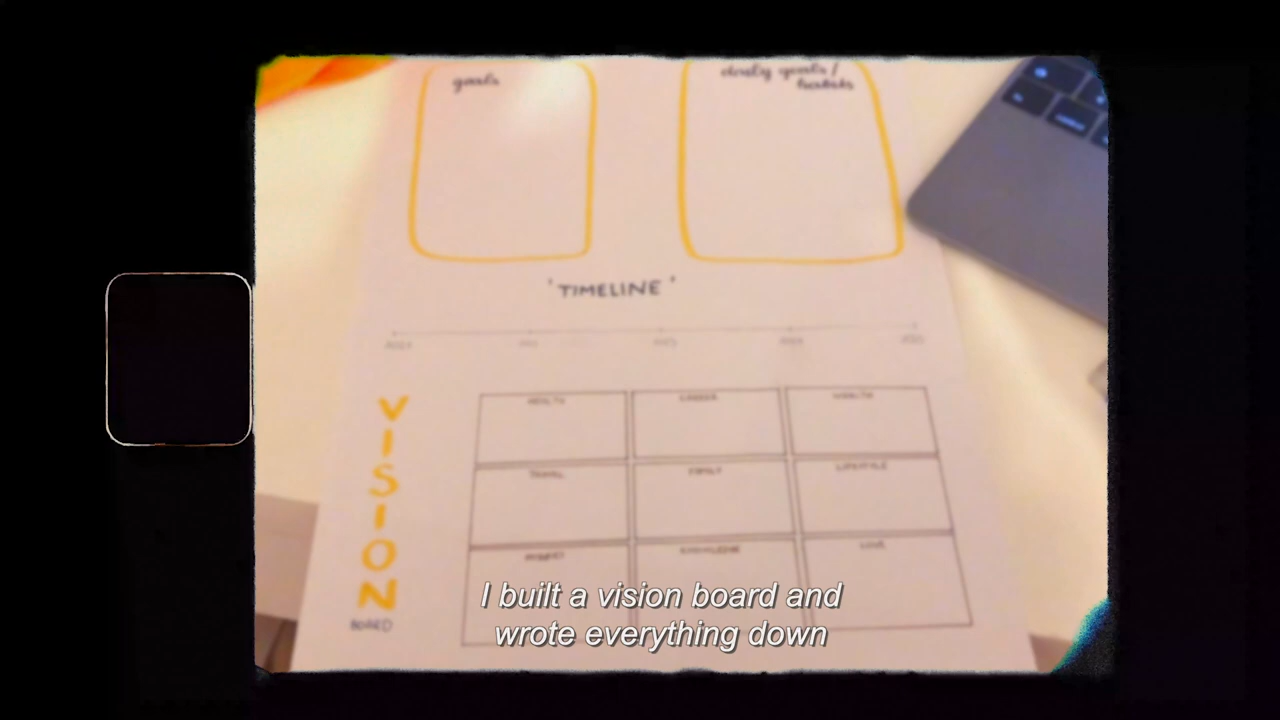 goals
daily goals /
habits
'TIMELINE'
VISION
BOARD
HEALTH
CAREER
WEALTH
TRAVEL
FAMILY
LIFESTYLE
KNOWLEDGE
LOVE
I built a vision board and
wrote everything down